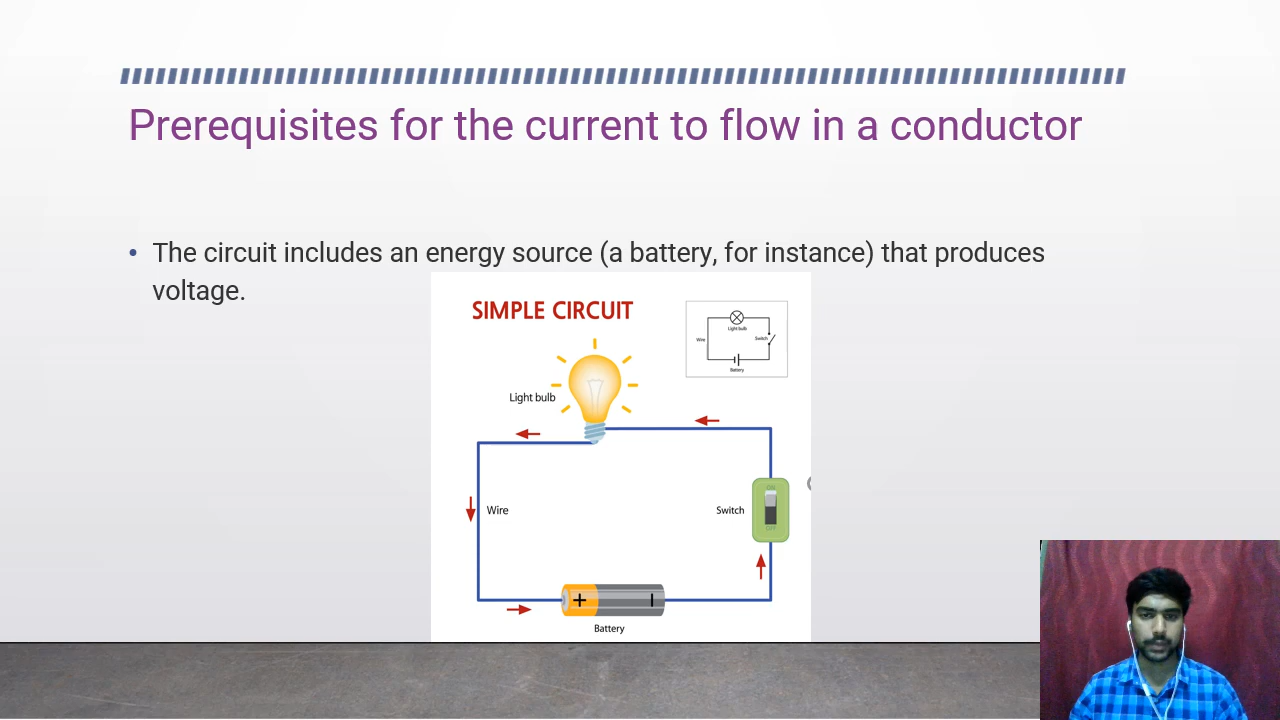 Prerequisites for the current to flow in a conductor
• The circuit includes an energy source (a battery, for instance) that produces
voltage.
SIMPLE CIRCUIT
Light bulb
Wire
Switch
Battery
Light bulb
Wire
Switch
+
Battery